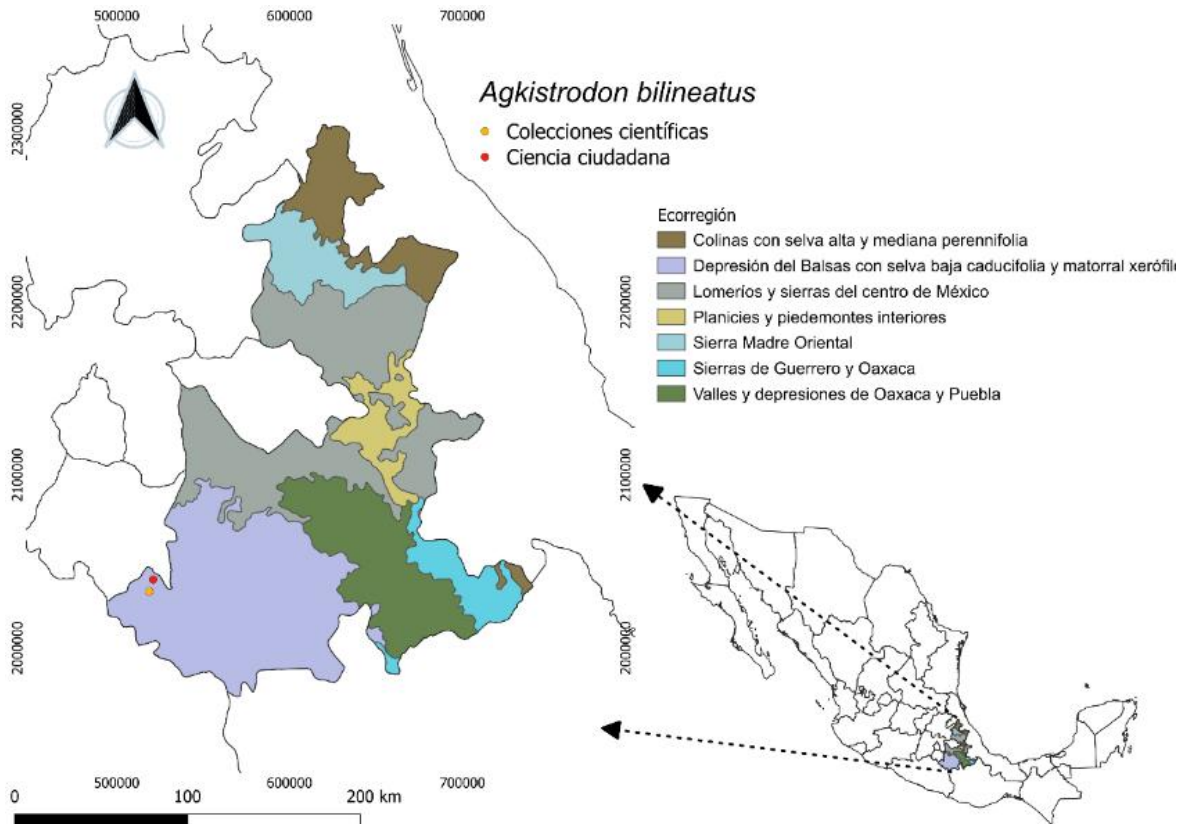 500000
600000
700000
Agkistrodon bilineatus
Colecciones científicas
Ciencia ciudadana
2300000
2200000
2100000
2000000
Ecorregión
Colinas con selva alta y mediana perennifolia
Depresión del Balsas con selva baja caducifolia y matorral xerófilo
Lomeríos y sierras del centro de México
Planicies y piedemontes interiores
Sierra Madre Oriental
Sierras de Guerrero y Oaxaca
Valles y depresiones de Oaxaca y Puebla
2200000
2100000
2000000
500000
600000
700000
0
100
200 km